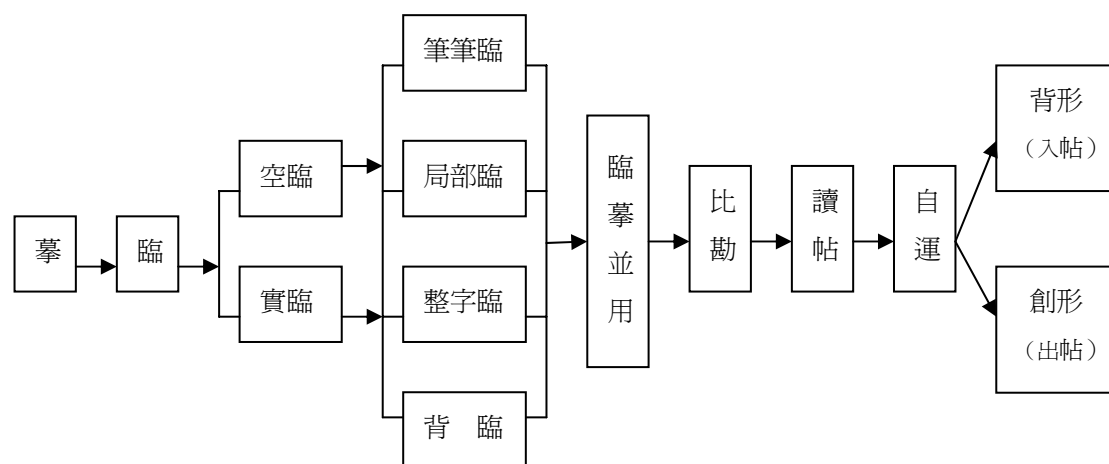 摹
臨
空臨
實臨
筆筆臨
局部臨
整字臨
背　臨
臨摹並用
比勘
讀帖
自運
背形
（入帖）
創形
（出帖）